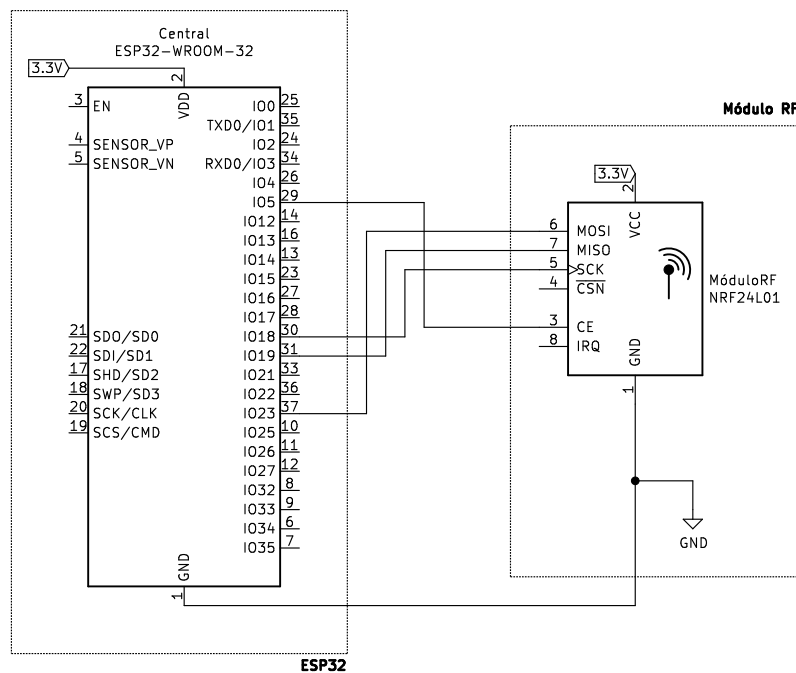 Central
ESP32-WROOM-32
3.3V
2
VDD
3 EN
4 SENSOR_VP
5 SENSOR_VN
21 SDO/SD0
22 SDI/SD1
17 SHD/SD2
18 SWP/SD3
20 SCK/CLK
19 SCS/CMD
IO0 25
TXD0/IO1 35
IO2 24
RXD0/IO3 34
IO4 26
IO5 29
IO12 14
IO13 16
IO14 13
IO15 23
IO16 27
IO17 28
IO18 30
IO19 31
IO21 33
IO22 36
IO23 37
IO25 10
IO26 11
IO27 12
IO32 8
IO33 9
IO34 6
IO35 7
GND
1
ESP32
Módulo RF
3.3V
2
VCC
6 MOSI
7 MISO
5 SCK
4 CSN
3 CE
8 IRQ
GND
1
MóduloRF
NRF24L01
GND